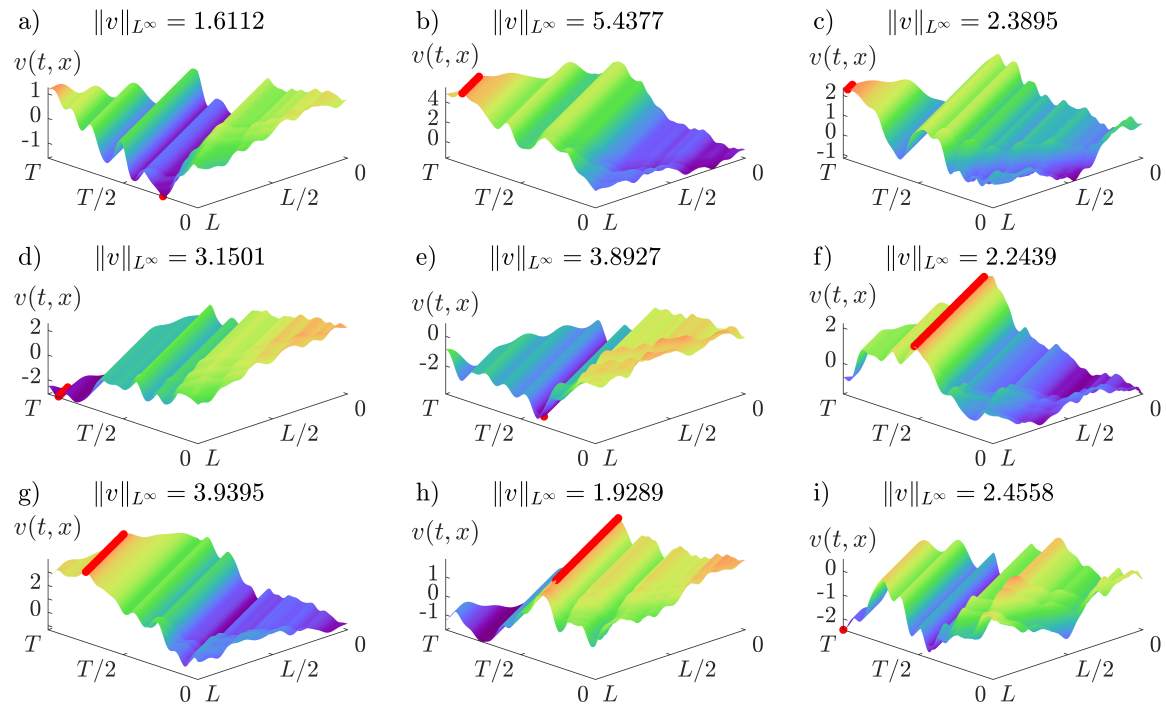 a) ‖v‖_{L^∞} = 1.6112
v(t, x)
1
0
-1
T
T/2
0
L
L/2
0
b) ‖v‖_{L^∞} = 5.4377
v(t, x)
4
2
0
T
T/2
0
L
L/2
0
c) ‖v‖_{L^∞} = 2.3895
v(t, x)
2
1
0
-1
T
T/2
0
L
L/2
0
d) ‖v‖_{L^∞} = 3.1501
v(t, x)
2
0
-2
T
T/2
0
L
L/2
0
e) ‖v‖_{L^∞} = 3.8927
v(t, x)
0
-2
T
T/2
0
L
L/2
0
f) ‖v‖_{L^∞} = 2.2439
v(t, x)
2
0
T
T/2
0
L
L/2
0
g) ‖v‖_{L^∞} = 3.9395
v(t, x)
2
0
T
T/2
0
L
L/2
0
h) ‖v‖_{L^∞} = 1.9289
v(t, x)
1
0
-1
T
T/2
0
L
L/2
0
i) ‖v‖_{L^∞} = 2.4558
v(t, x)
0
-1
-2
T
T/2
0
L
L/2
0